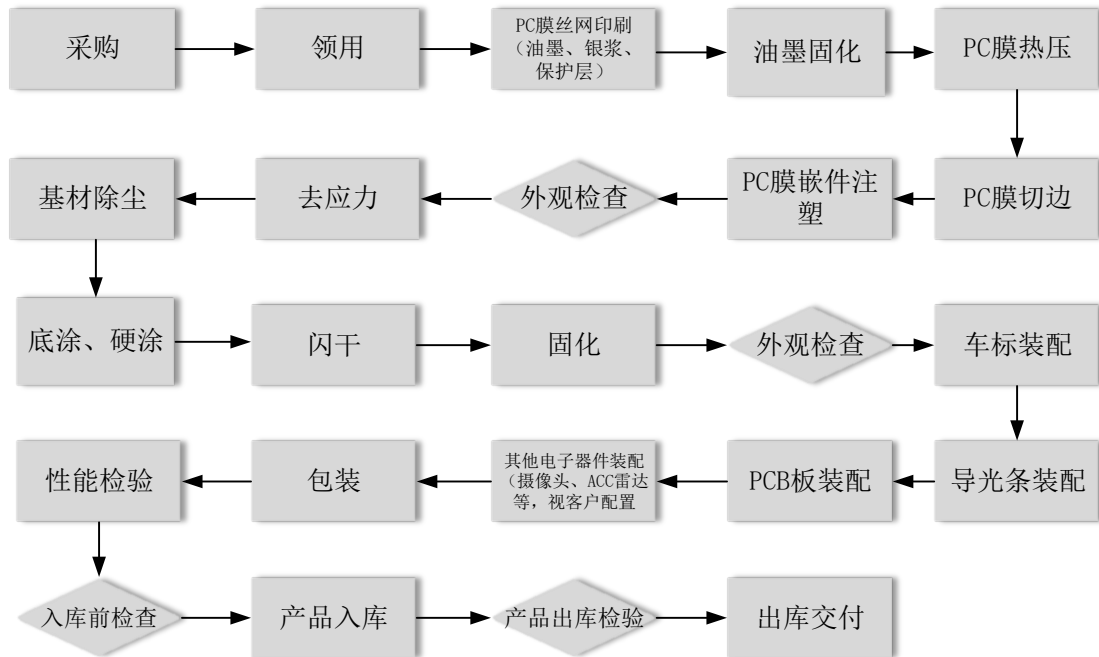 采购
领用
PC膜丝网印刷
（油墨、银浆、
保护层）
油墨固化
PC膜热压
PC膜切边
PC膜嵌件注
塑
外观检查
去应力
基材除尘
底涂、硬涂
闪干
固化
外观检查
车标装配
导光条装配
PCB板装配
其他电子器件装配
（摄像头、ACC雷达
等，视客户配置
包装
性能检验
入库前检查
产品入库
产品出库检验
出库交付